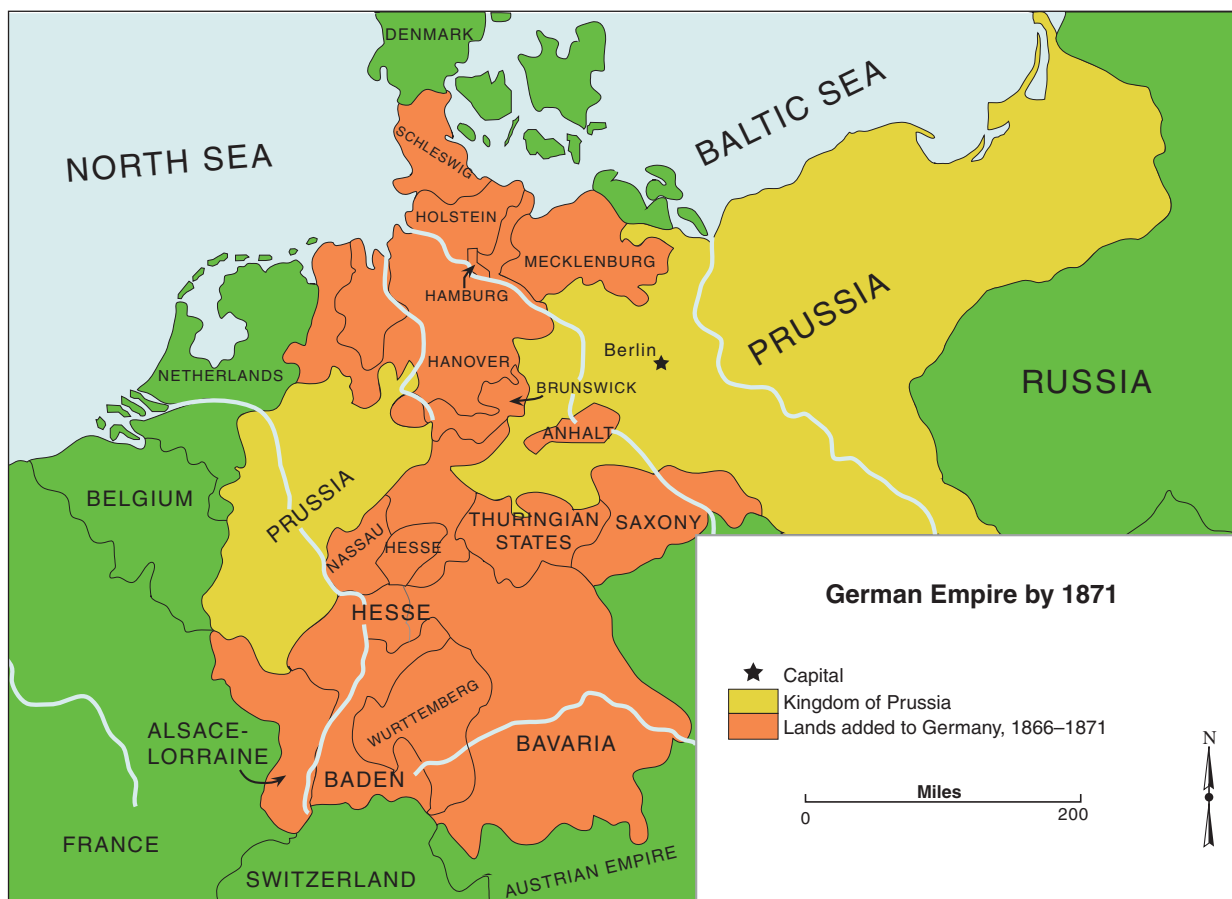 DENMARK
NORTH SEA
BALTIC SEA
SCHLESWIG
HOLSTEIN
MECKLENBURG
HAMBURG
PRUSSIA
Berlin
HANOVER
NETHERLANDS
BRUNSWICK
RUSSIA
ANHALT
BELGIUM
PRUSSIA
THURINGIAN
STATES
SAXONY
NASSAU
HESSE
HESSE
WURTTEMBERG
ALSACE-
LORRAINE
BAVARIA
BADEN
FRANCE
SWITZERLAND
AUSTRIAN EMPIRE
German Empire by 1871
Capital
Kingdom of Prussia
Lands added to Germany, 1866–1871
N
Miles
0
200